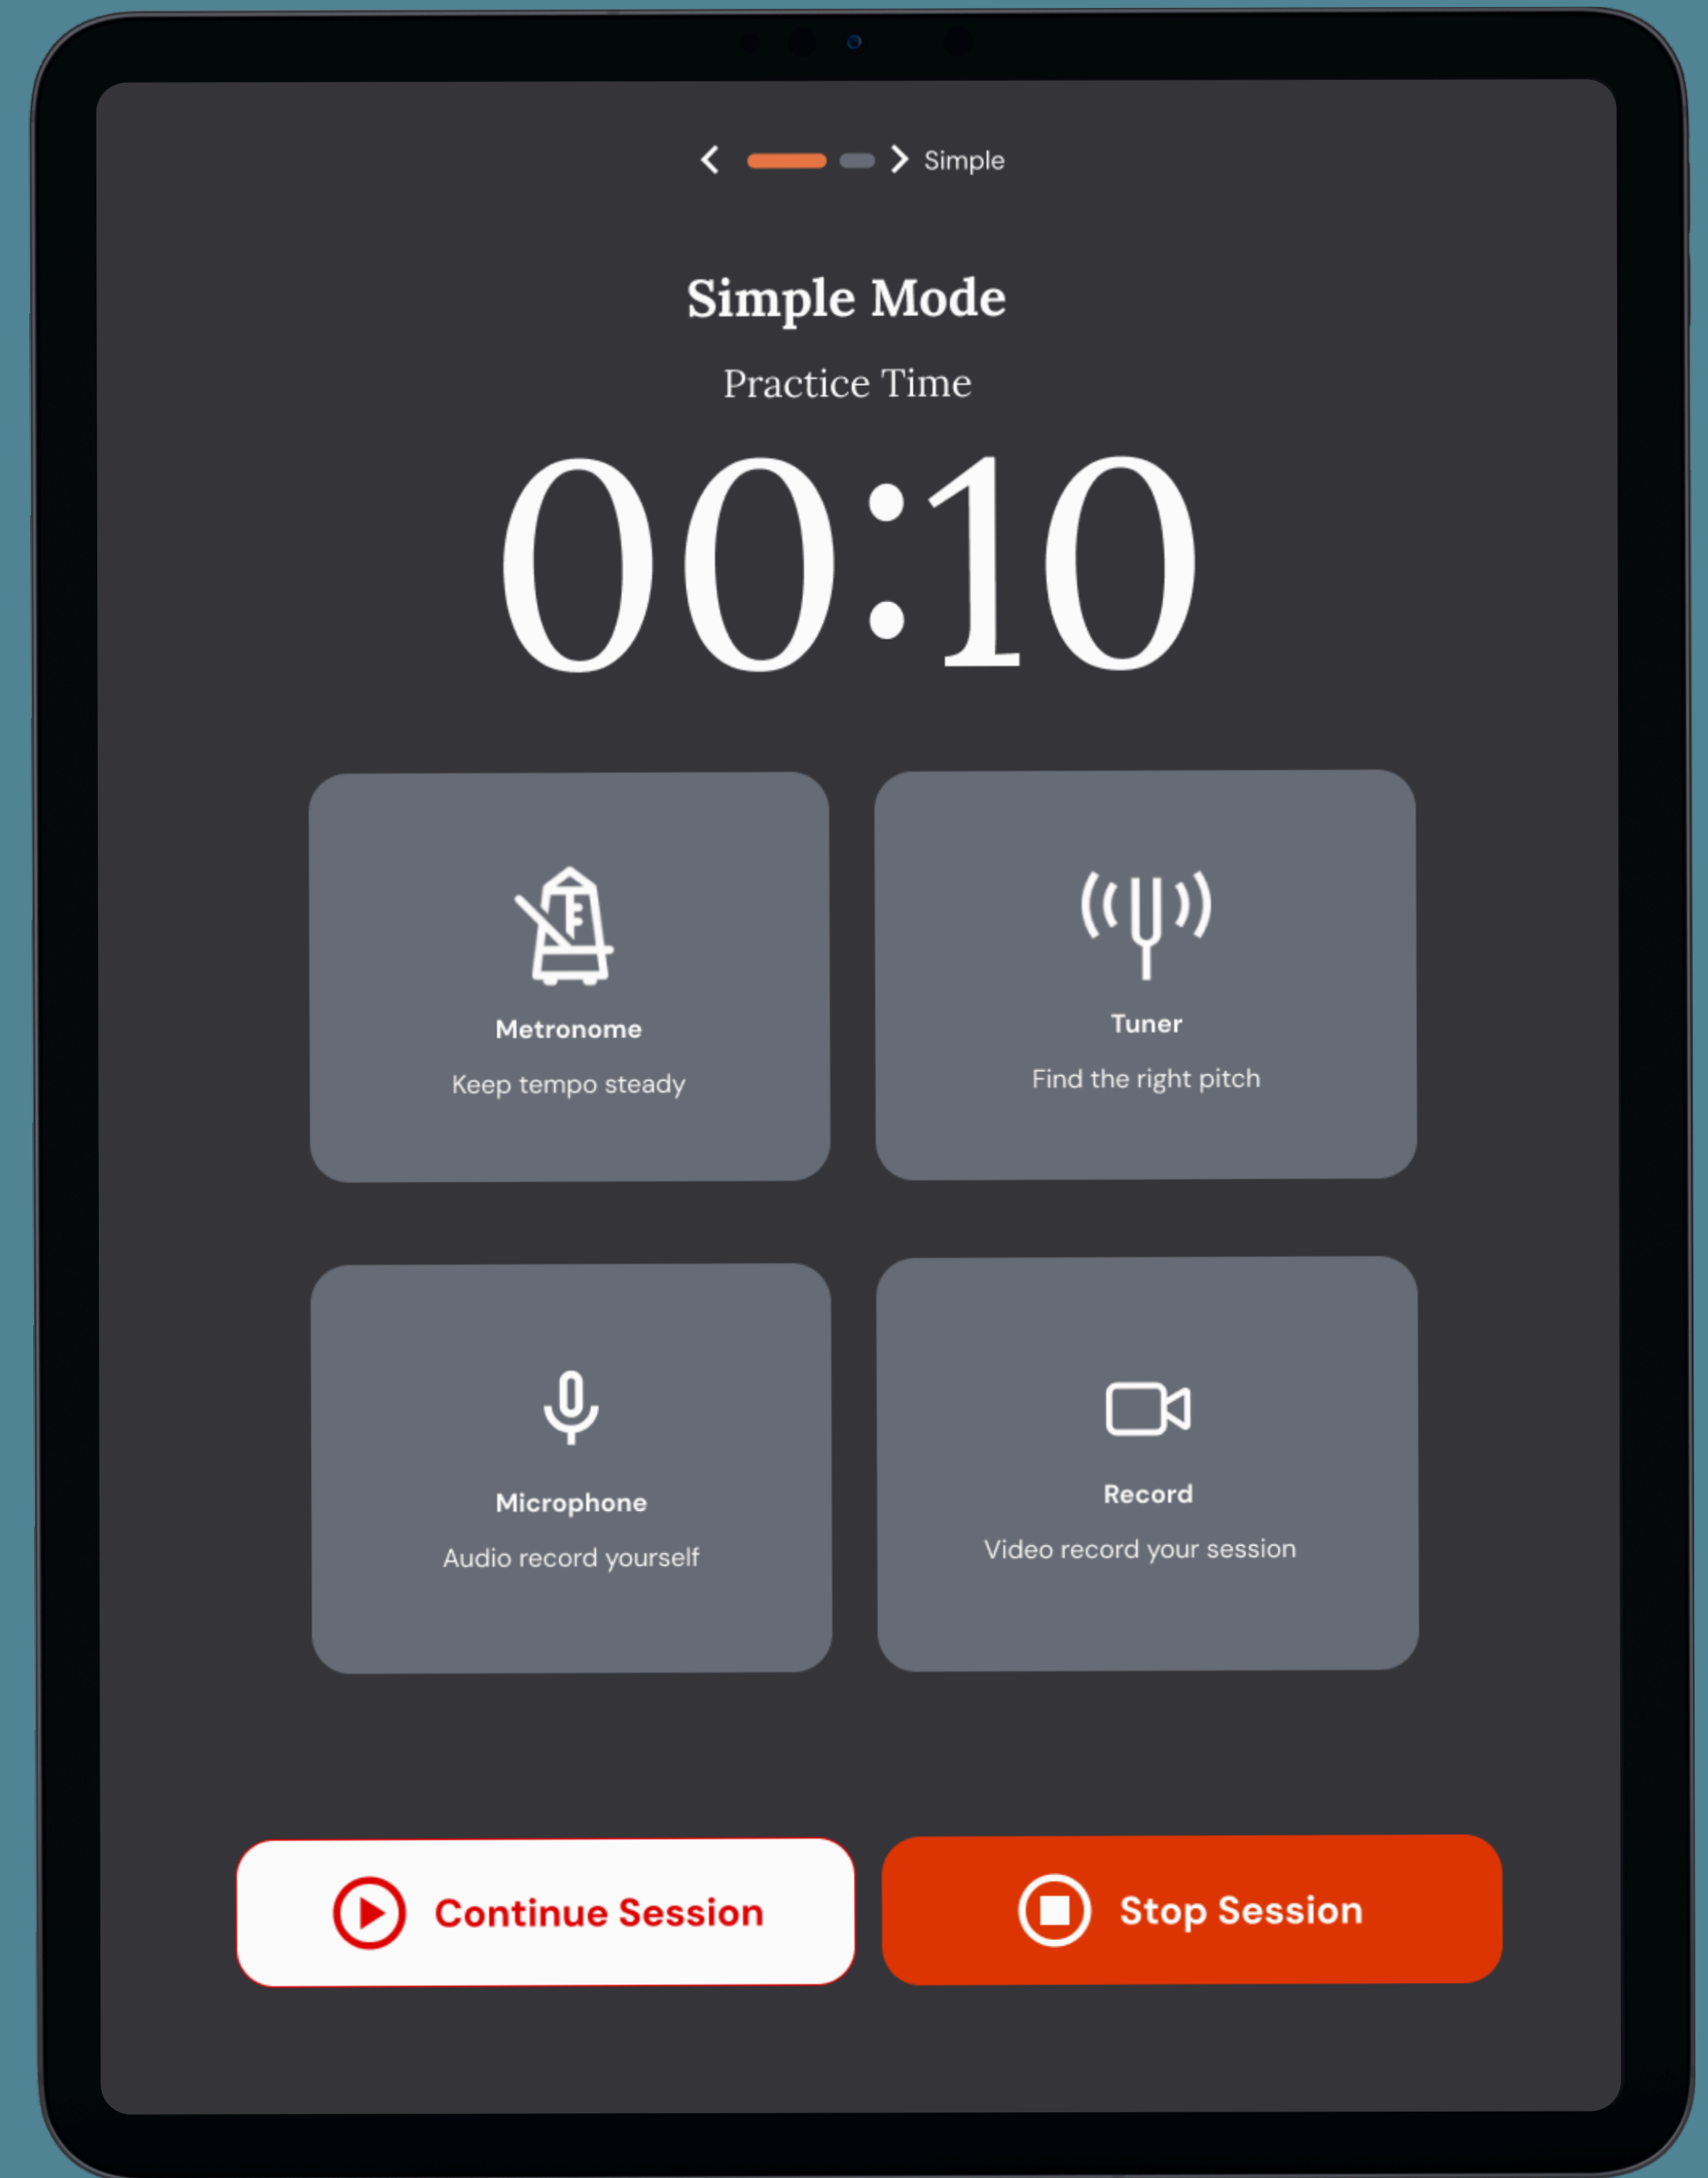 Simple
Simple Mode
Practice Time
00:10
Metronome
Keep tempo steady
Tuner
Find the right pitch
Microphone
Audio record yourself
Record
Video record your session
Continue Session
Stop Session